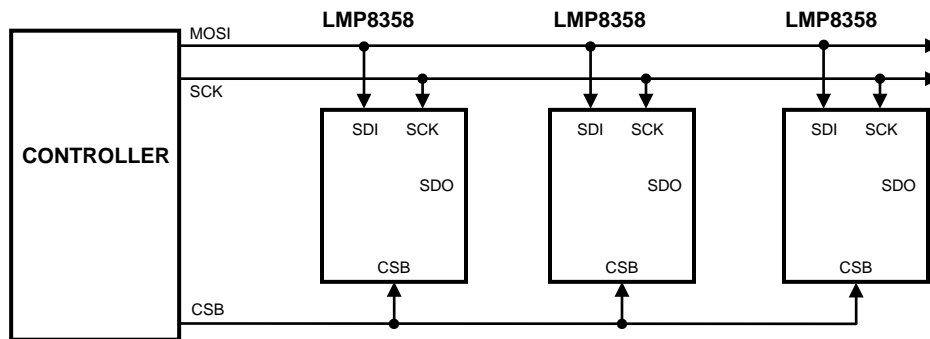 LMP8358 LMP8358 LMP8358
MOSI
SCK
SDI SCK SDI SCK SDI SCK
CONTROLLER
SDO SDO SDO
CSB CSB CSB
CSB